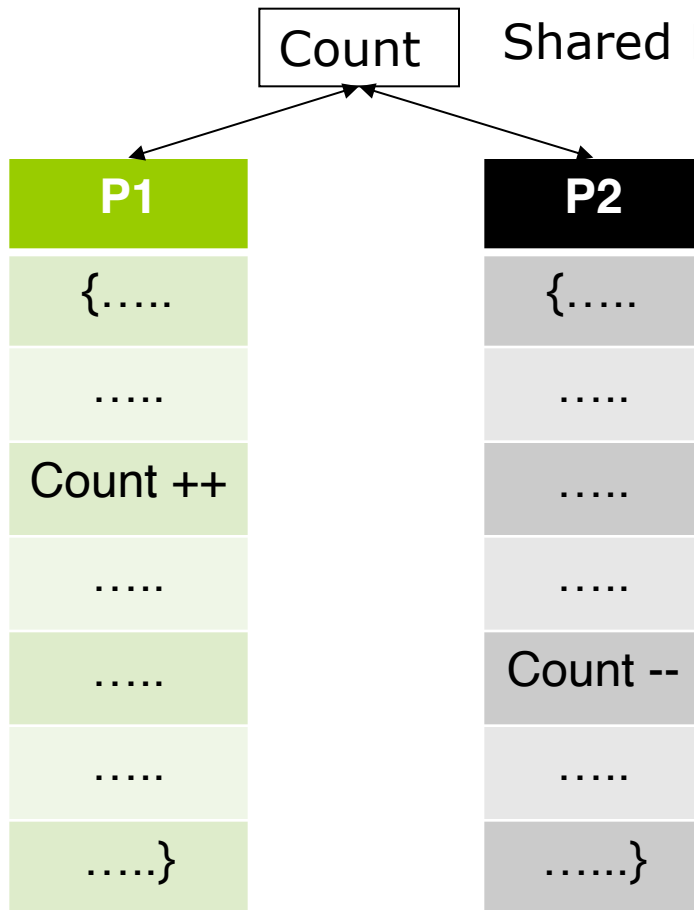 Count Shared
P1 P2
{….. {…..
….. …..
Count ++ …..
….. …..
….. Count --
….. …..
…..} …...}